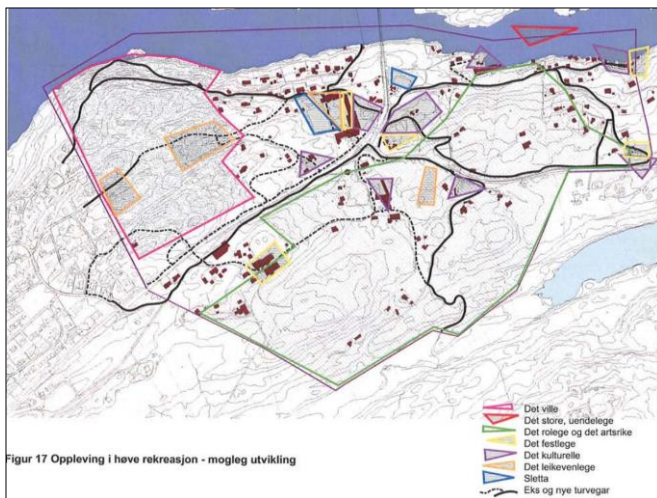 Figur 17 Oppleving i høve rekreasjon - mogleg utvikling
Det ville
Det store, uendelege
Det rolege og det artsrike
Det festlege
Det kulturelle
Det leikevenlege
Sletta
Eks og nye turvegar